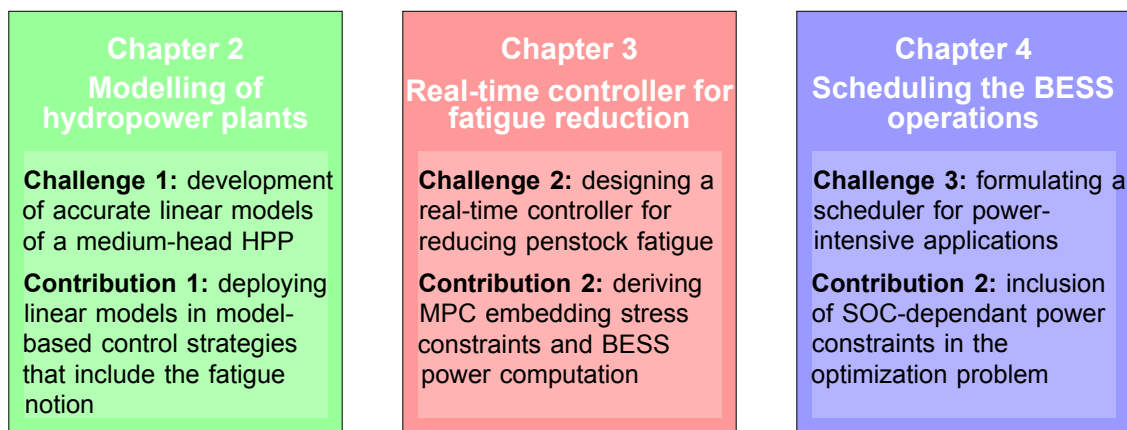 Chapter 2
Modelling of
hydropower plants
Challenge 1: development
of accurate linear models
of a medium-head HPP
Contribution 1: deploying
linear models in model-
based control strategies
that include the fatigue
notion
Chapter 3
Real-time controller for
fatigue reduction
Challenge 2: designing a
real-time controller for
reducing penstock fatigue
Contribution 2: deriving
MPC embedding stress
constraints and BESS
power computation
Chapter 4
Scheduling the BESS
operations
Challenge 3: formulating a
scheduler for power-
intensive applications
Contribution 2: inclusion
of SOC-dependant power
constraints in the
optimization problem